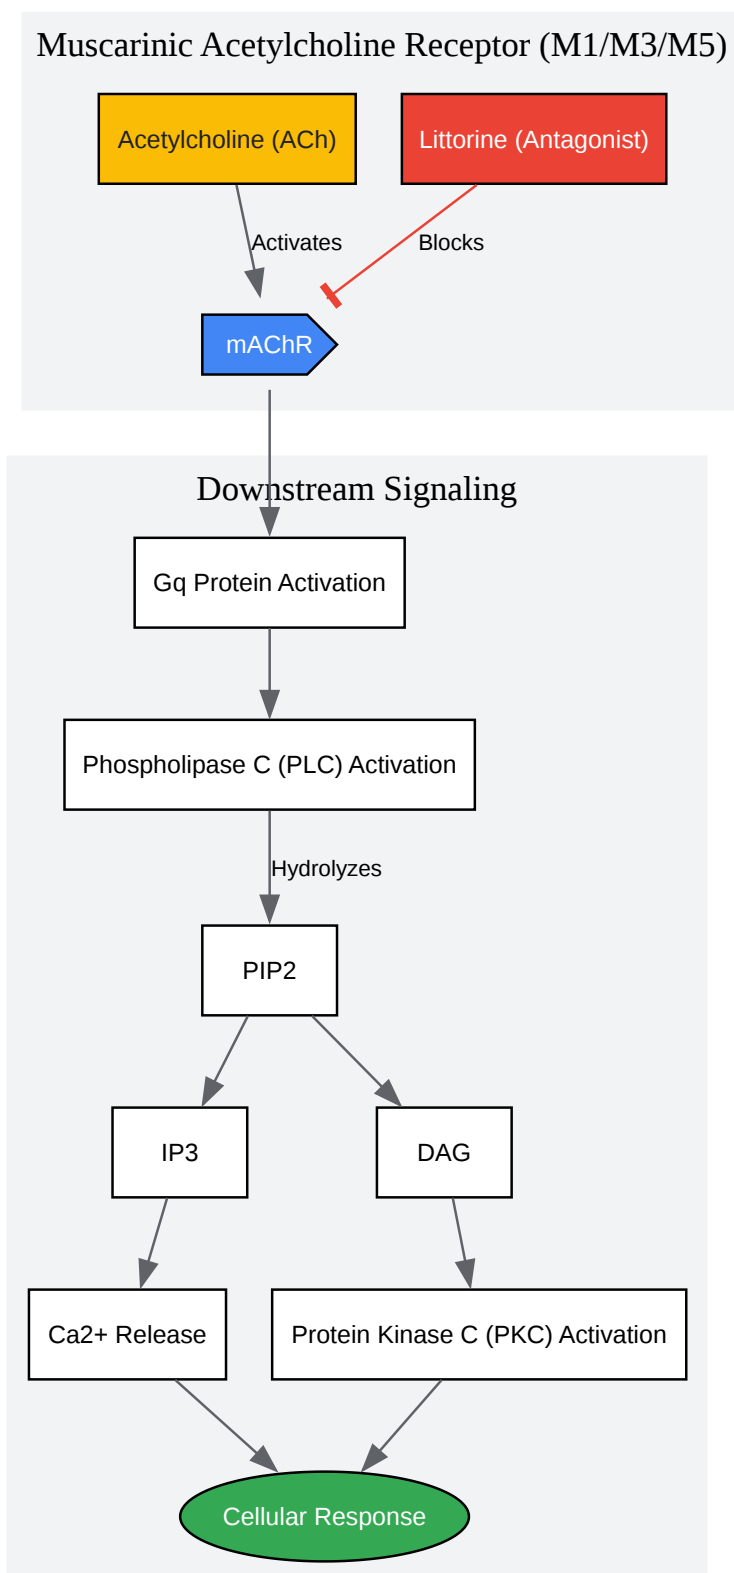 Muscarinic Acetylcholine Receptor (M1/M3/M5)
Acetylcholine (ACh)
Littorine (Antagonist)
Activates
Blocks
mAChR
Downstream Signaling
Gq Protein Activation
Phospholipase C (PLC) Activation
Hydrolyzes
PIP2
IP3
DAG
Ca2+ Release
Protein Kinase C (PKC) Activation
Cellular Response